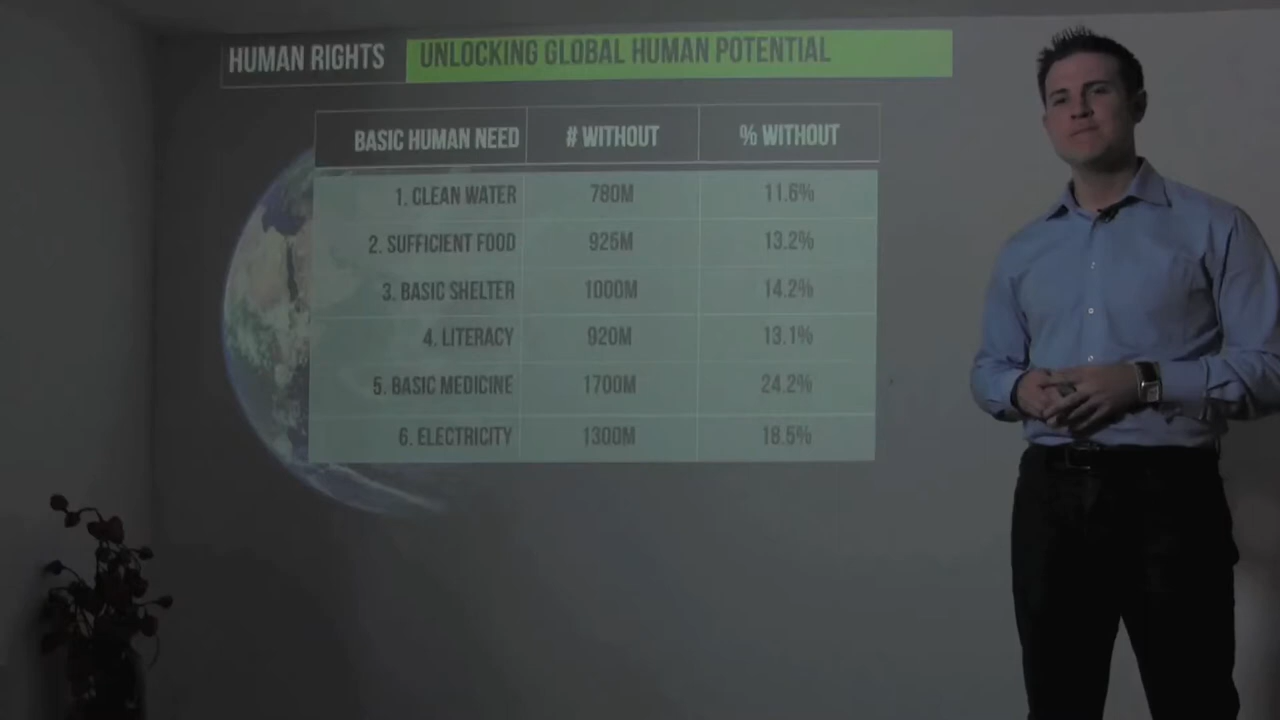 HUMAN RIGHTS UNLOCKING GLOBAL HUMAN POTENTIAL
BASIC HUMAN NEED # WITHOUT % WITHOUT
1. CLEAN WATER 780M 11.6%
2. SUFFICIENT FOOD 925M 13.2%
3. BASIC SHELTER 1000M 14.2%
4. LITERACY 920M 13.1%
5. BASIC MEDICINE 1700M 24.2%
6. ELECTRICITY 1300M 18.5%